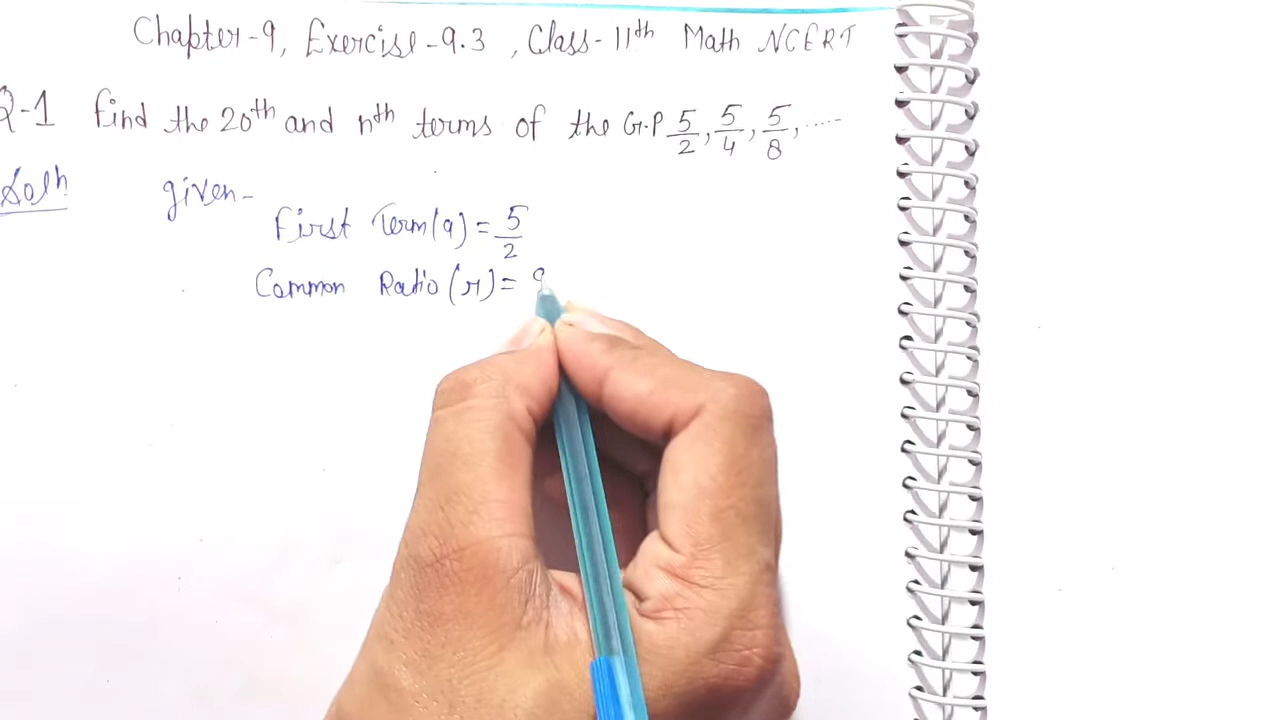 Chapter-9, Exercise-9.3, Class-11th Math NCERT
Q-1 Find the 20th and nth terms of the G.P 5/2, 5/4, 5/8, .....
Soln given-
First Term(a) = 5/2
Common Ratio(r) = a